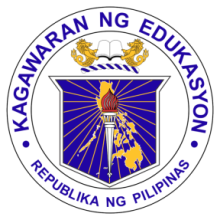 KAGAWARAN NG EDUKASYON
REPUBLIKA NG PILIPINAS